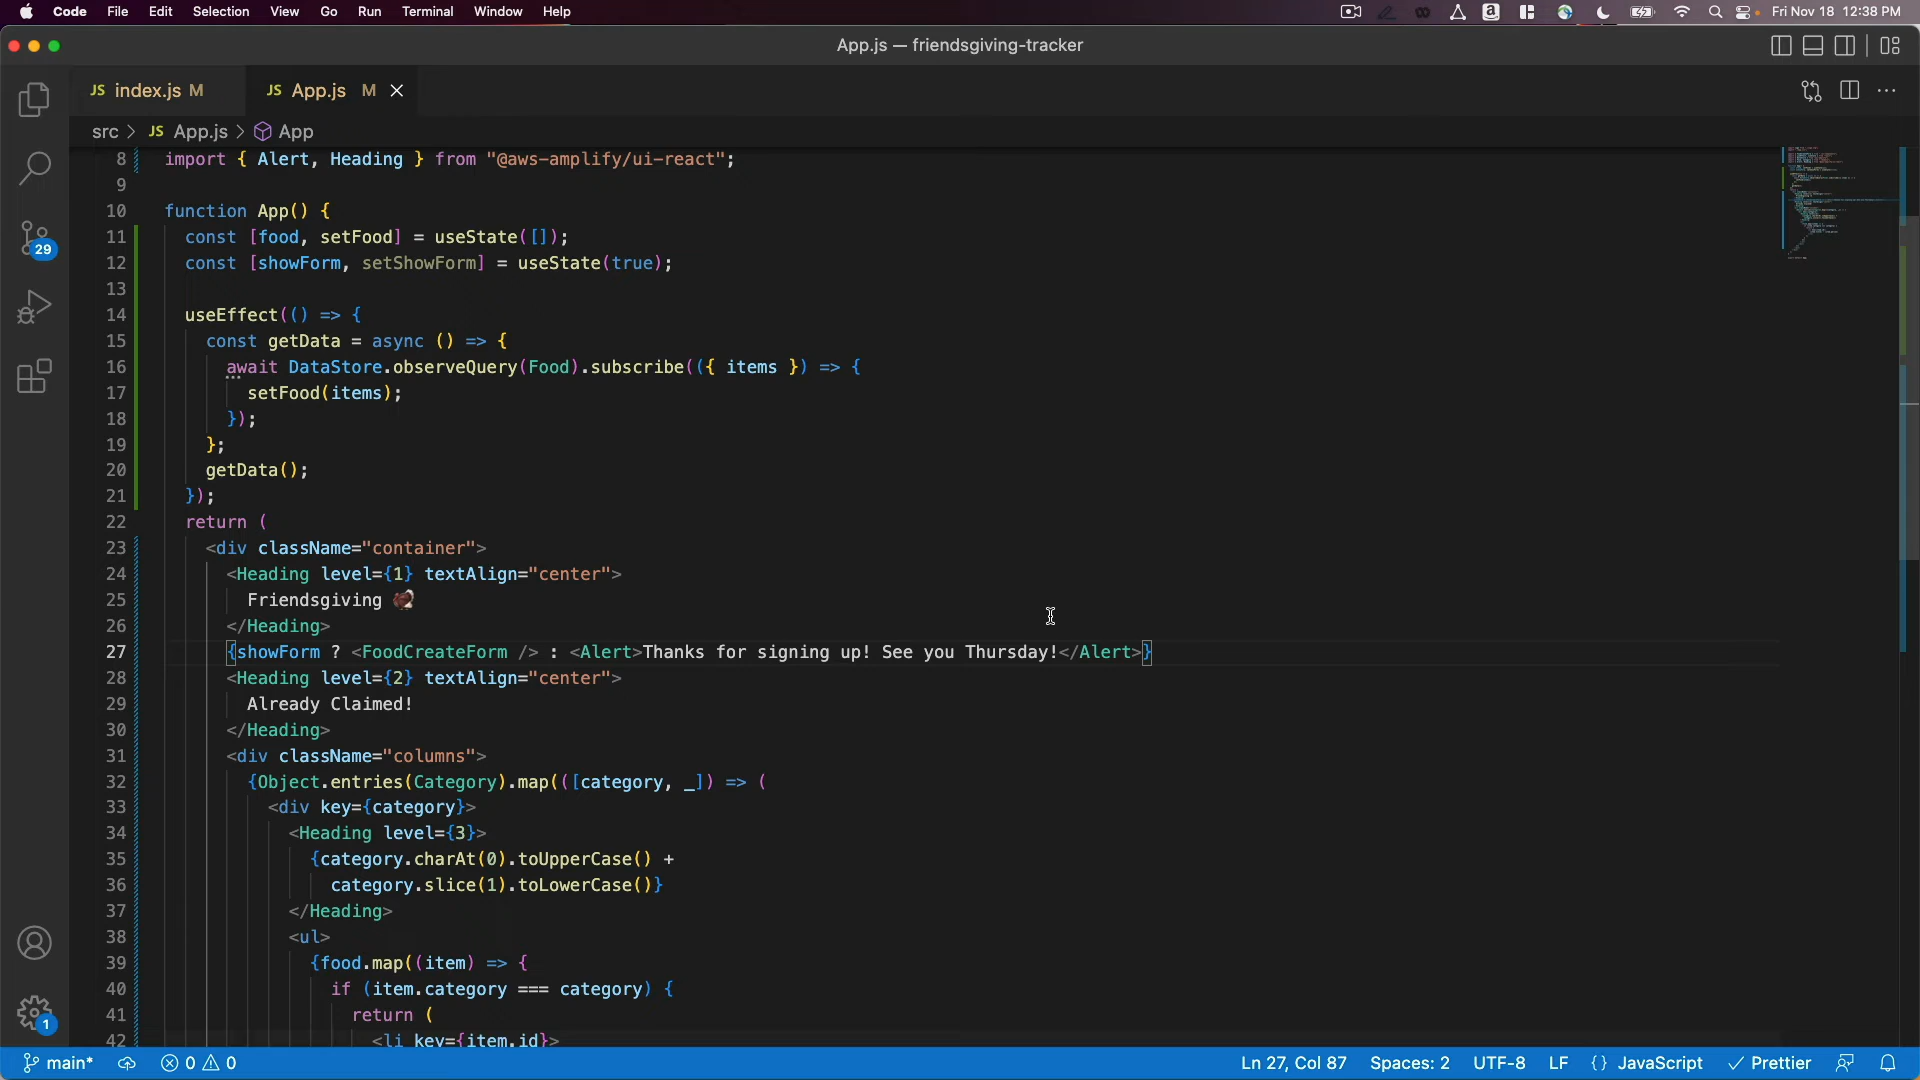 Code File Edit Selection View Go Run Terminal Window Help Fri Nov 18 12:38 PM
App.js — friendsgiving-tracker
JS index.js M JS App.js M
src > JS App.js > App
8 import { Alert, Heading } from "@aws-amplify/ui-react";
9
10 function App() {
11 const [food, setFood] = useState([]);
12 const [showForm, setShowForm] = useState(true);
13
14 useEffect(() => {
15 const getData = async () => {
16 await DataStore.observeQuery(Food).subscribe(({ items }) => {
17 setFood(items);
18 });
19 };
20 getData();
21 });
22 return (
23 <div className="container">
24 <Heading level={1} textAlign="center">
25 Friendsgiving 🦃
26 </Heading>
27 {showForm ? <FoodCreateForm /> : <Alert>Thanks for signing up! See you Thursday!</Alert>}
28 <Heading level={2} textAlign="center">
29 Already Claimed!
30 </Heading>
31 <div className="columns">
32 {Object.entries(Category).map(([category, _]) => (
33 <div key={category}>
34 <Heading level={3}>
35 {category.charAt(0).toUpperCase() +
36 category.slice(1).toLowerCase()}
37 </Heading>
38 <ul>
39 {food.map((item) => {
40 if (item.category === category) {
41 return (
42 <li key={item.id}>
29
1
main* 0 0 Ln 27, Col 87 Spaces: 2 UTF-8 LF {} JavaScript Prettier